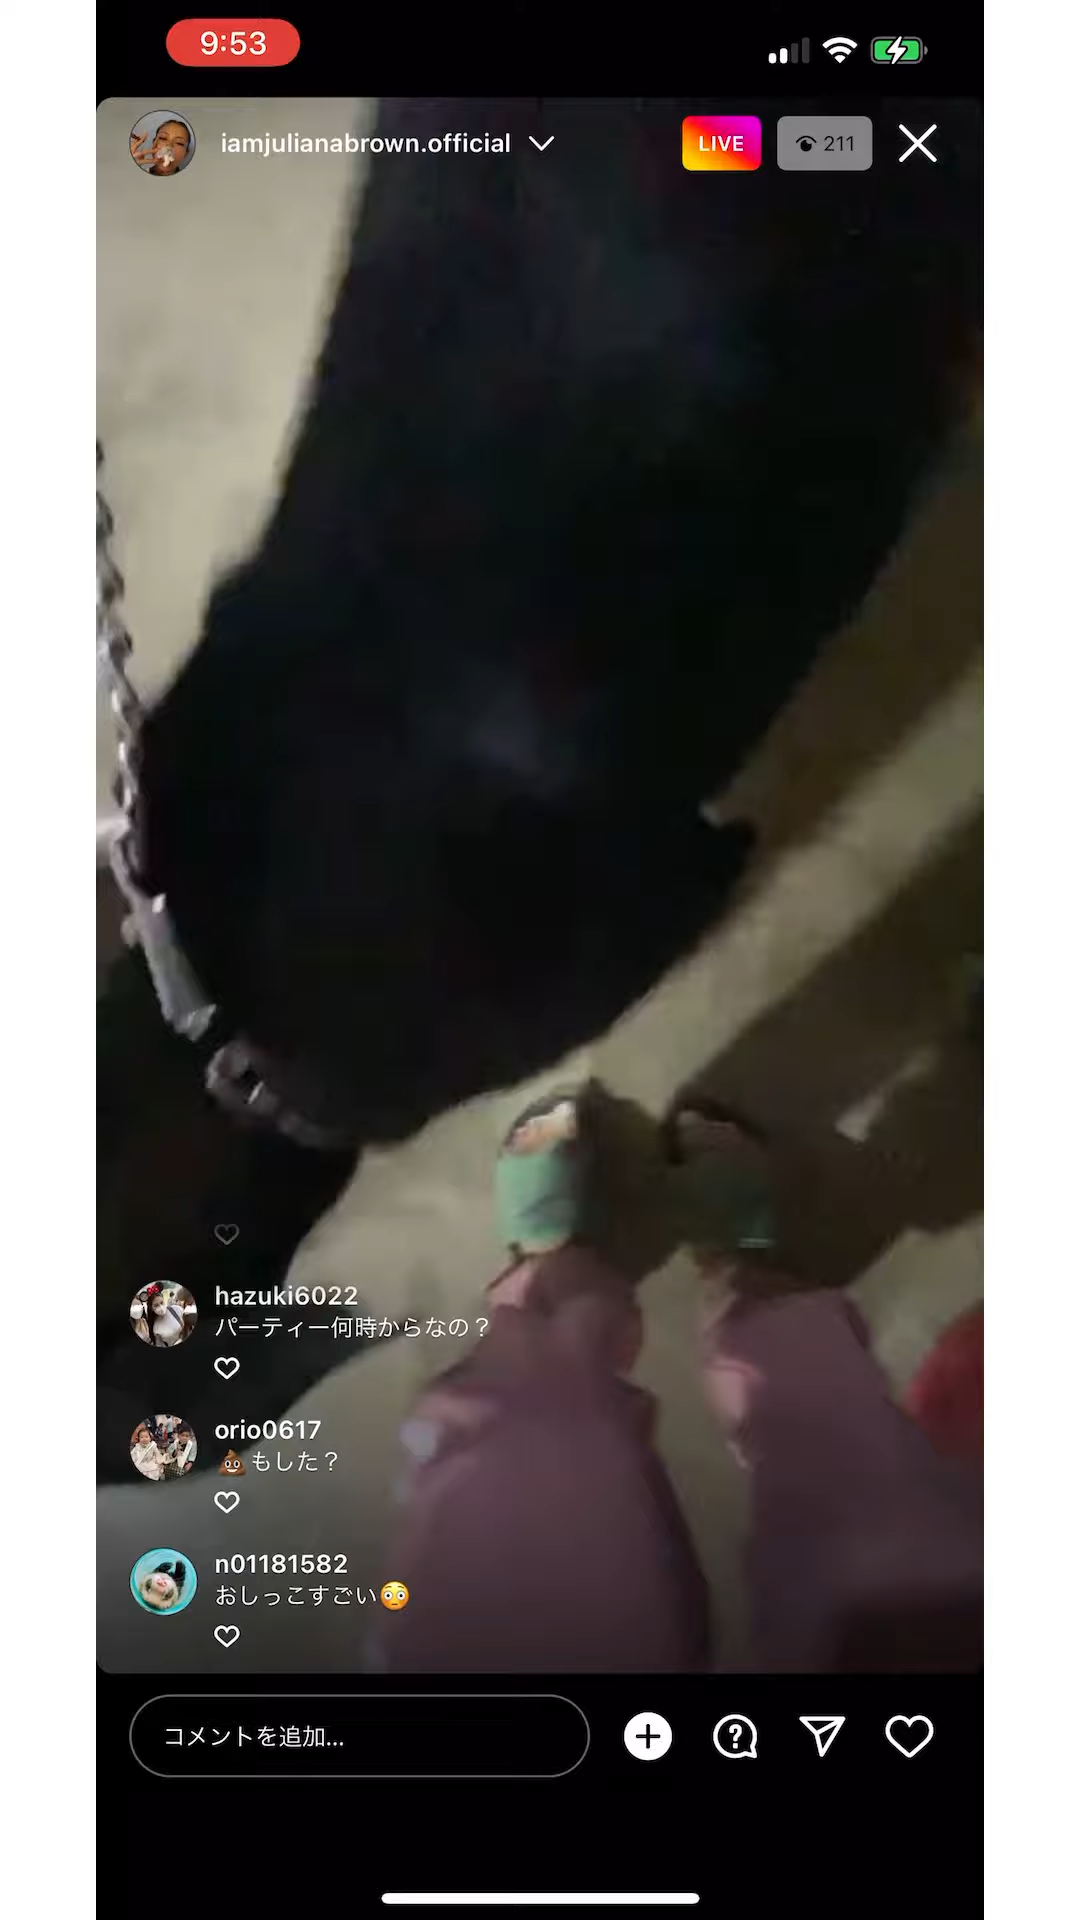 9:53
iamjulianabrown.official
LIVE
211
hazuki6022
パーティー何時からなの？
orio0617
💩もした？
n01181582
おしっこすごい😳
コメントを追加...